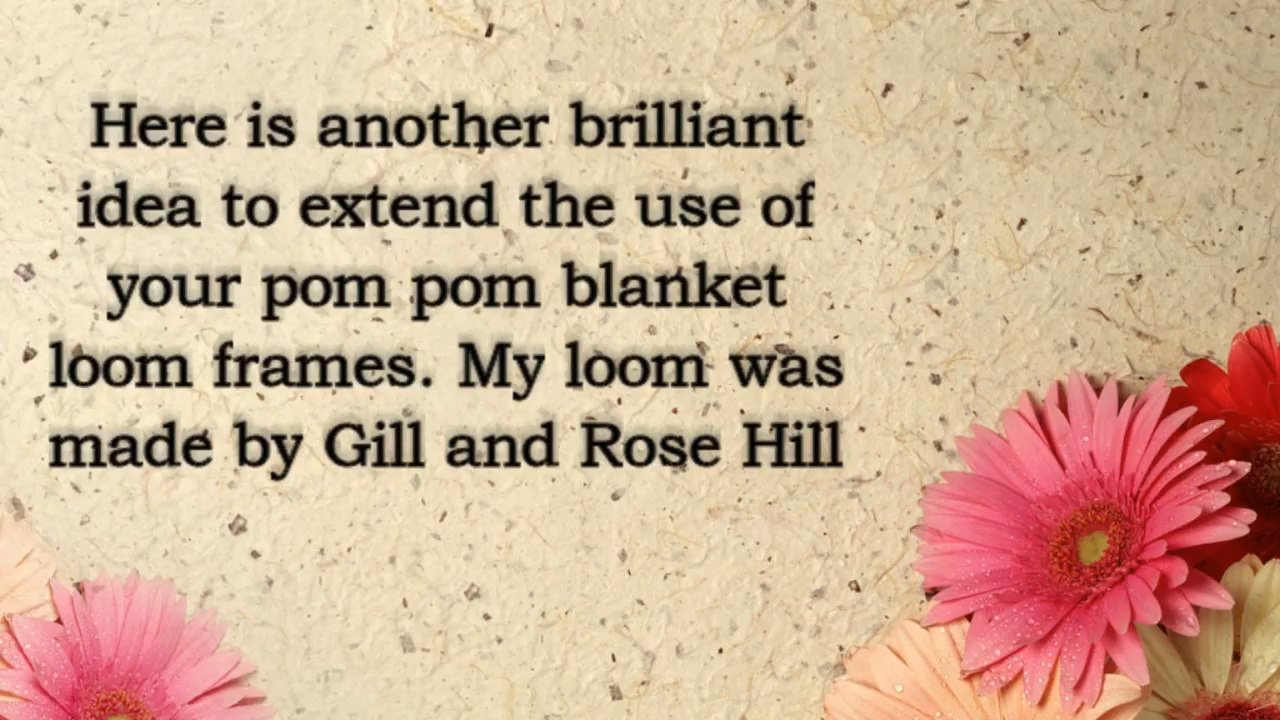 Here is another brilliant
idea to extend the use of
your pom pom blanket
loom frames. My loom was
made by Gill and Rose Hill